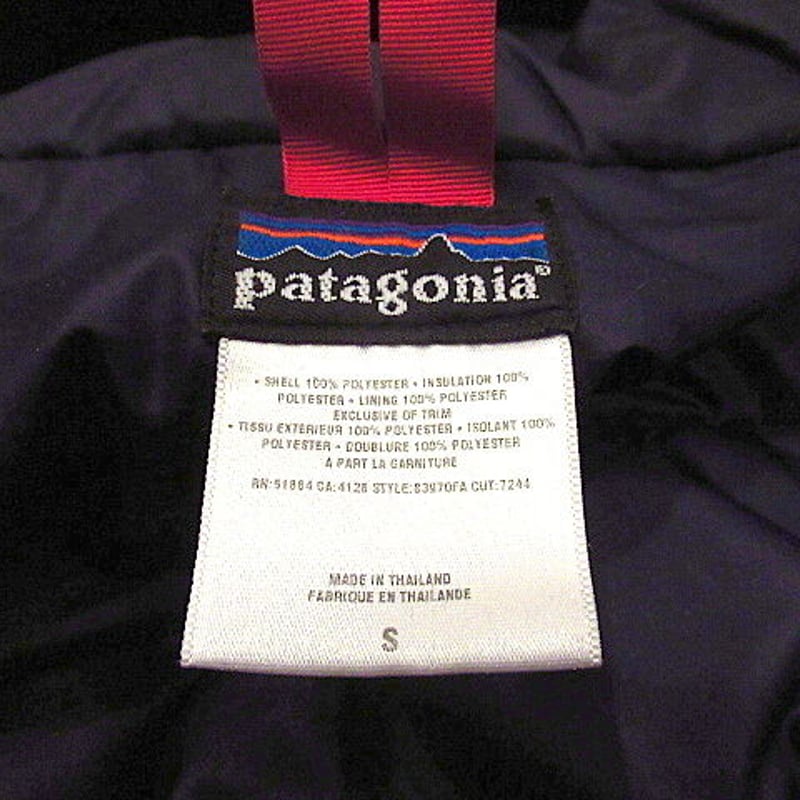 patagonia®
• SHELL 100% POLYESTER • INSULATION 100%
POLYESTER • LINING 100% POLYESTER
EXCLUSIVE OF TRIM
• TISSU EXTERIEUR 100% POLYESTER • ISOLANT 100%
POLYESTER • DOUBLURE 100% POLYESTER
A PART LA GARNITURE
RN:51884 CA:4128 STYLE:83970FA CUT:7244
MADE IN THAILAND
FABRIQUE EN THAILANDE
S